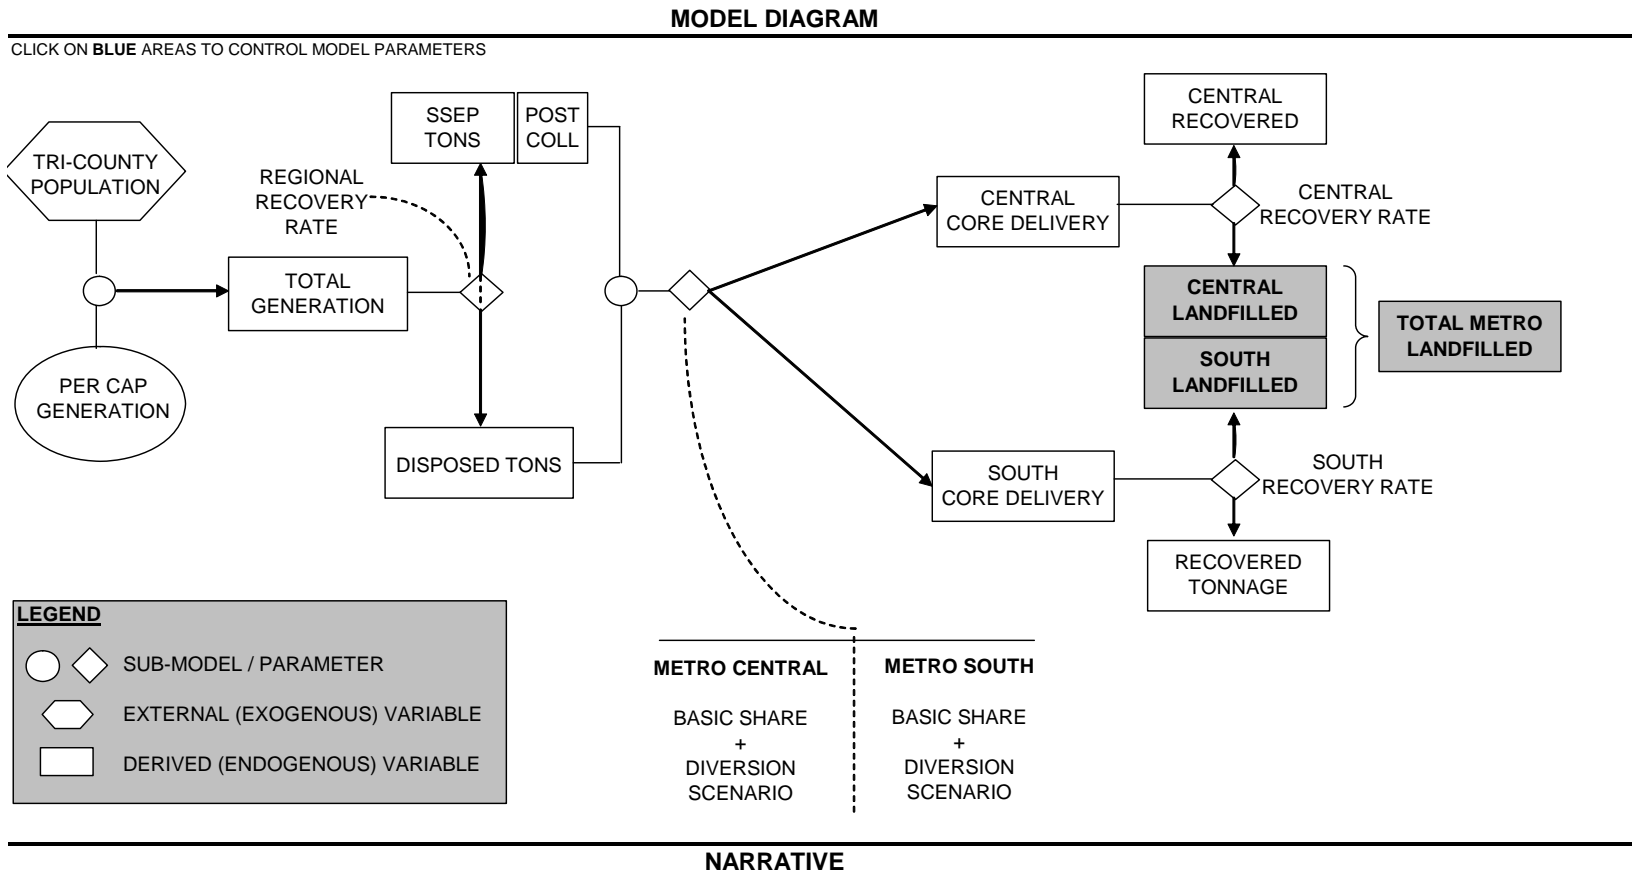 MODEL DIAGRAM
CLICK ON BLUE AREAS TO CONTROL MODEL PARAMETERS
TRI-COUNTY
POPULATION
PER CAP
GENERATION
TOTAL
GENERATION
REGIONAL
RECOVERY
RATE
SSEP
TONS
POST
COLL
DISPOSED TONS
CENTRAL
CORE DELIVERY
SOUTH
CORE DELIVERY
CENTRAL
RECOVERED
CENTRAL
RECOVERY RATE
CENTRAL
LANDFILLED
SOUTH
LANDFILLED
TOTAL METRO
LANDFILLED
SOUTH
RECOVERY RATE
RECOVERED
TONNAGE
LEGEND
SUB-MODEL / PARAMETER
EXTERNAL (EXOGENOUS) VARIABLE
DERIVED (ENDOGENOUS) VARIABLE
METRO CENTRAL
BASIC SHARE
+
DIVERSION
SCENARIO
METRO SOUTH
BASIC SHARE
+
DIVERSION
SCENARIO
NARRATIVE